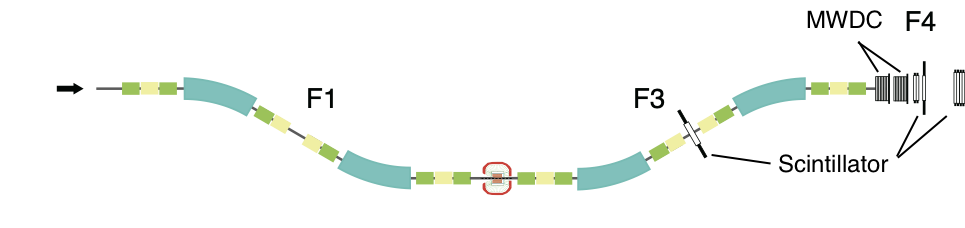 MWDC F4
F1
F3
Scintillator